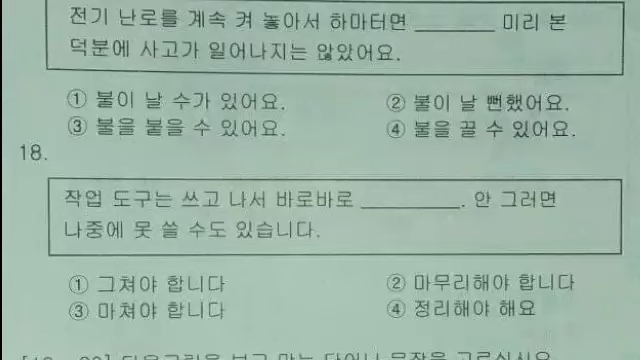 전기 난로를 계속 켜 놓아서 하마터면 ________ 미리 본
덕분에 사고가 일어나지는 않았어요.
① 불이 날 수가 있어요. ② 불이 날 뻔했어요.
③ 불을 붙을 수 있어요. ④ 불을 끌 수 있어요.
18.
작업 도구는 쓰고 나서 바로바로 __________. 안 그러면
나중에 못 쓸 수도 있습니다.
① 그쳐야 합니다 ② 마무리해야 합니다
③ 마쳐야 합니다 ④ 정리해야 해요